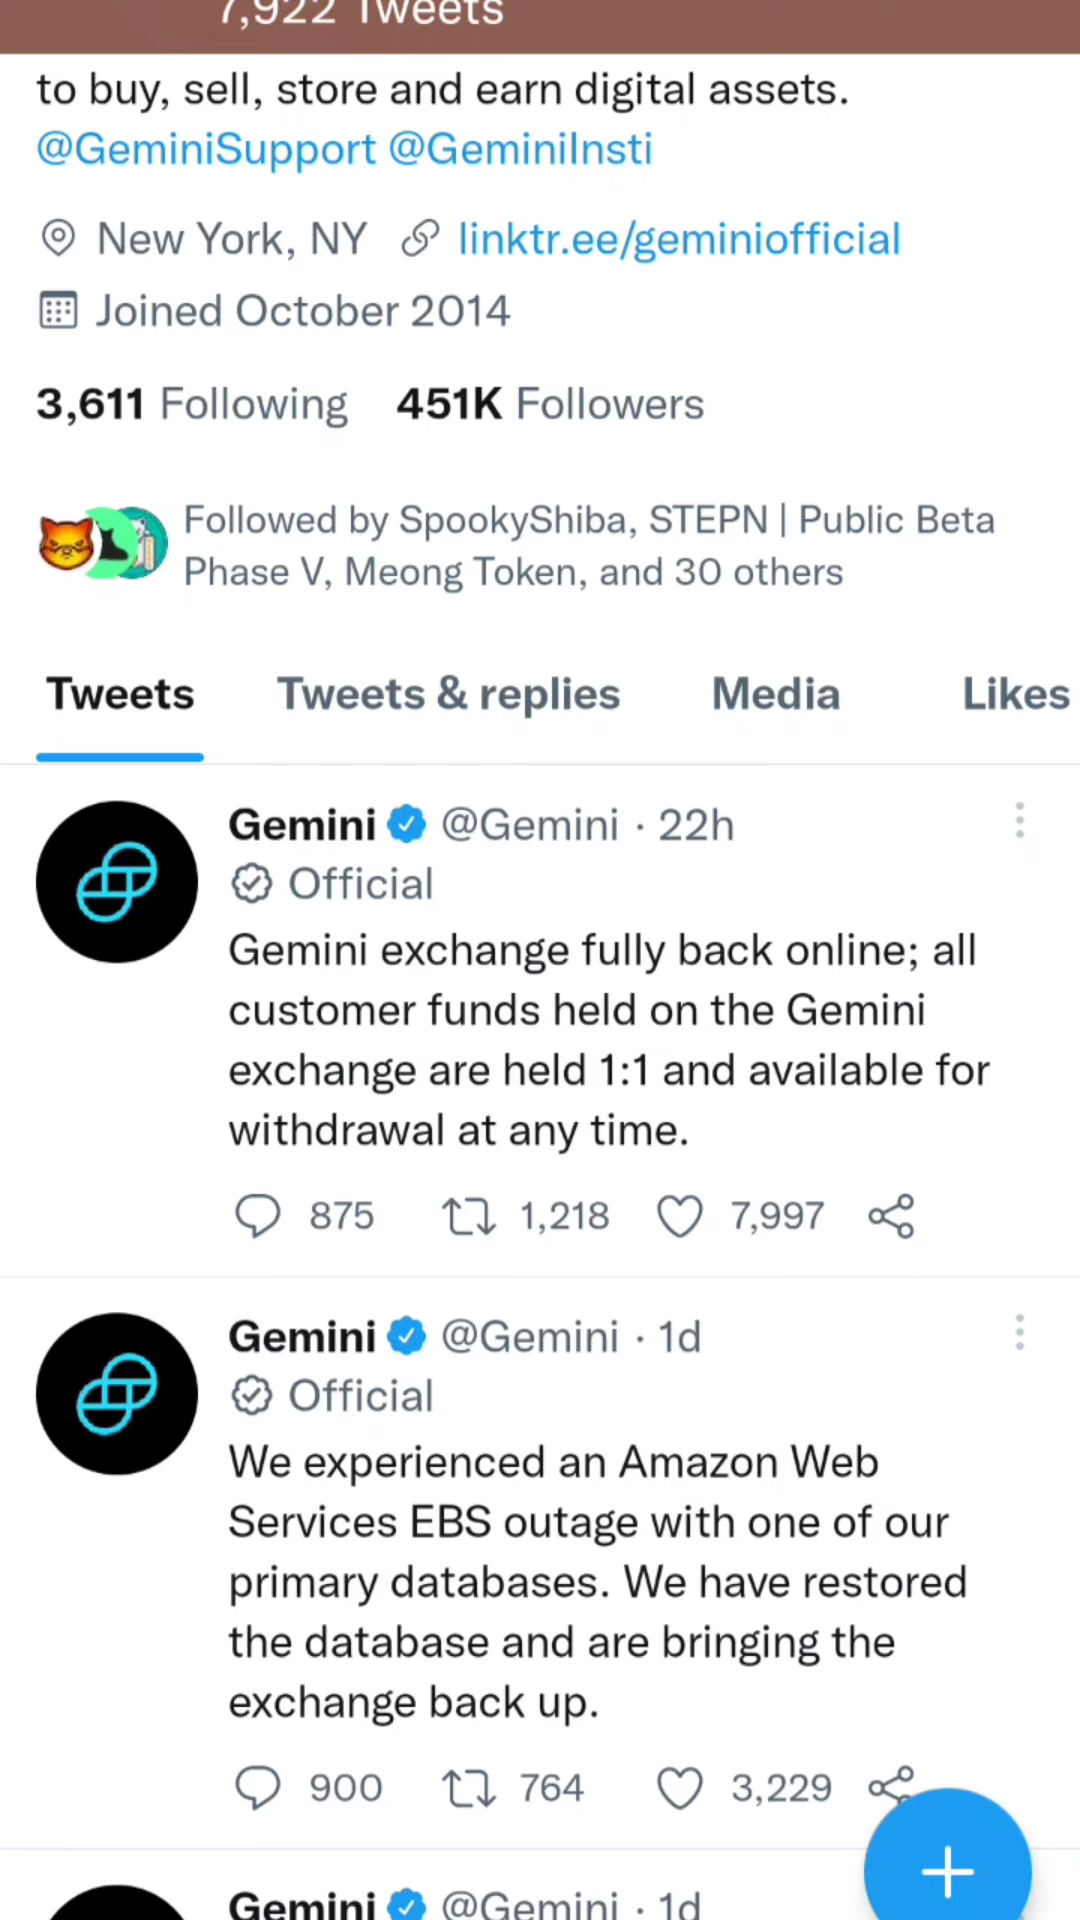 7,922 Tweets
to buy, sell, store and earn digital assets.
@GeminiSupport @GeminiInsti
New York, NY linktr.ee/geminiofficial
Joined October 2014
3,611 Following 451K Followers
Followed by SpookyShiba, STEPN | Public Beta
Phase V, Meong Token, and 30 others
Tweets Tweets & replies Media Likes
Gemini @Gemini · 22h
Official
Gemini exchange fully back online; all
customer funds held on the Gemini
exchange are held 1:1 and available for
withdrawal at any time.
875 1,218 7,997
Gemini @Gemini · 1d
Official
We experienced an Amazon Web
Services EBS outage with one of our
primary databases. We have restored
the database and are bringing the
exchange back up.
900 764 3,229
Gemini @Gemini · 1d